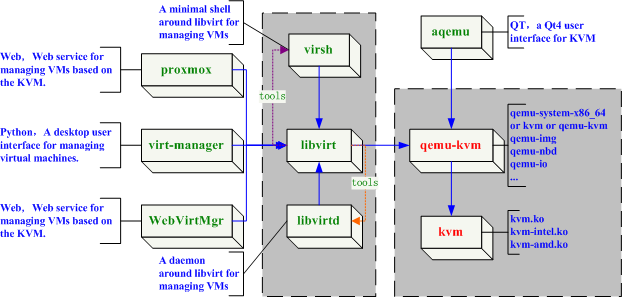 A minimal shell
around libvirt for
managing VMs
virsh
aqemu
QT，a Qt4 user
interface for KVM
Web，Web service for
managing VMs based on
the KVM.
proxmox
tools
Python，A desktop user
interface for managing
virtual machines.
virt-manager
libvirt
qemu-kvm
qemu-system-x86_64
or kvm or qemu-kvm
qemu-img
qemu-nbd
qemu-io
...
tools
Web，Web service for
managing VMs based on
the KVM.
WebVirtMgr
libvirtd
kvm
kvm.ko
kvm-intel.ko
kvm-amd.ko
A daemon
around libvirt for
managing VMs